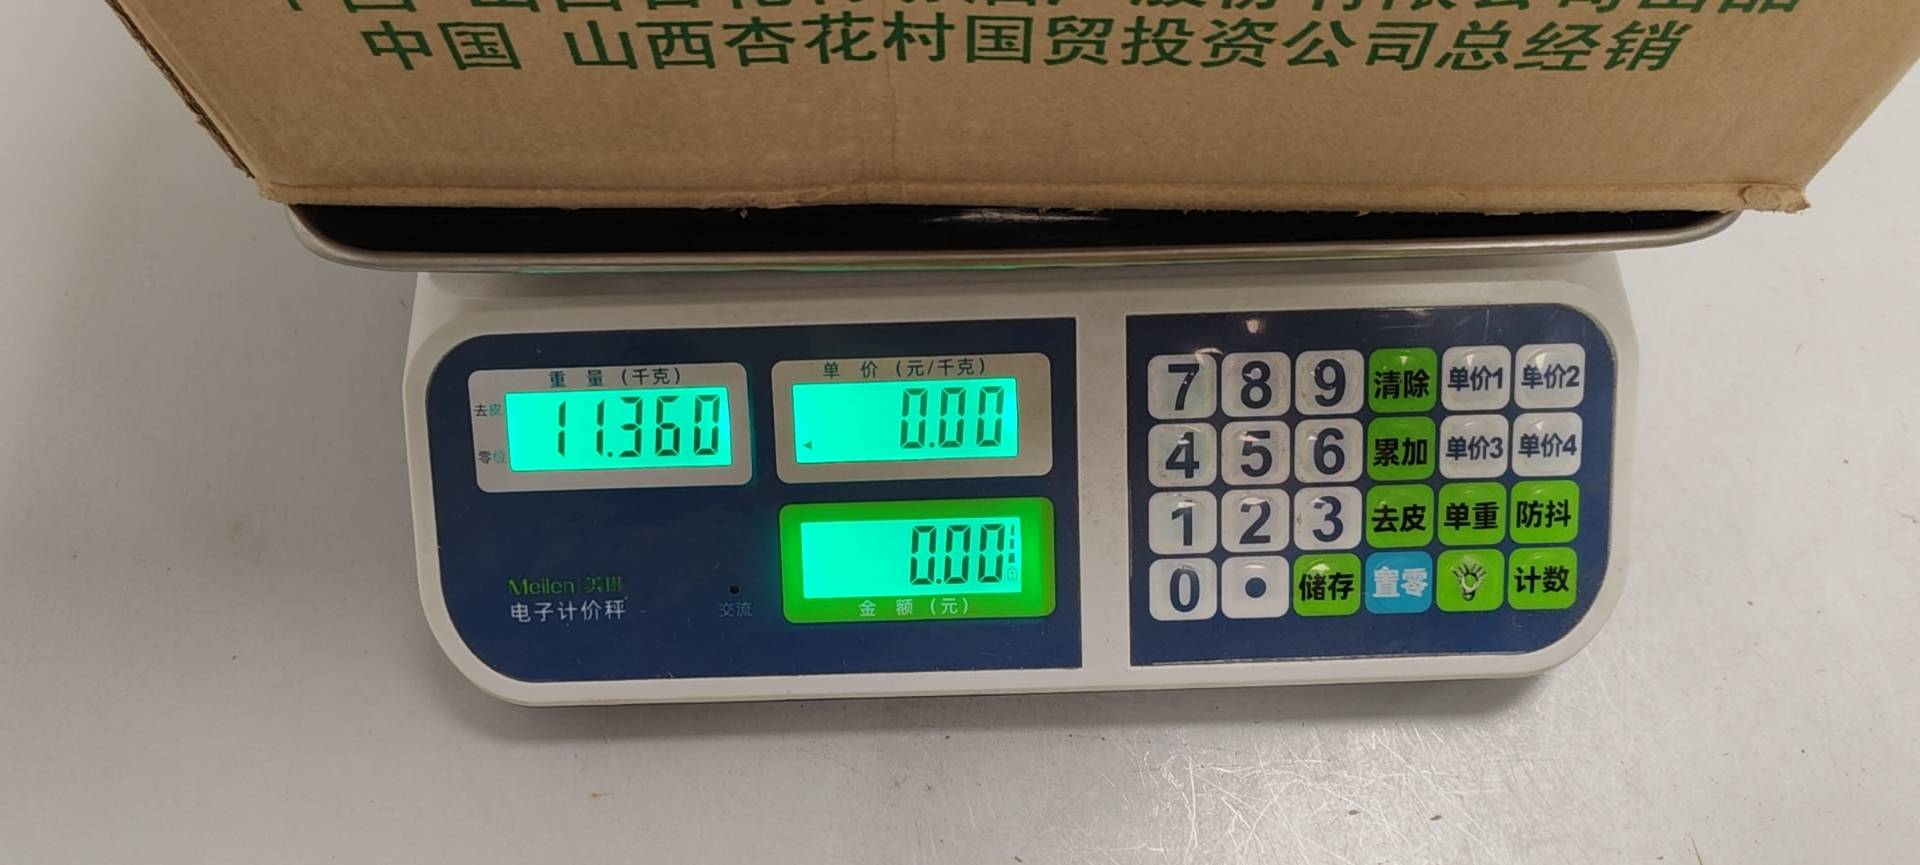 中国 山西杏花村国贸投资公司总经销
重 量 (千克)
去皮
零位
11.360
单 价 (元/千克)
0.00
0.00
金 额 (元)
Meilen 美琳
电子计价秤
交流
7 8 9 清除 单价1 单价2
4 5 6 累加 单价3 单价4
1 2 3 去皮 单重 防抖
0 . 储存 置零 计数